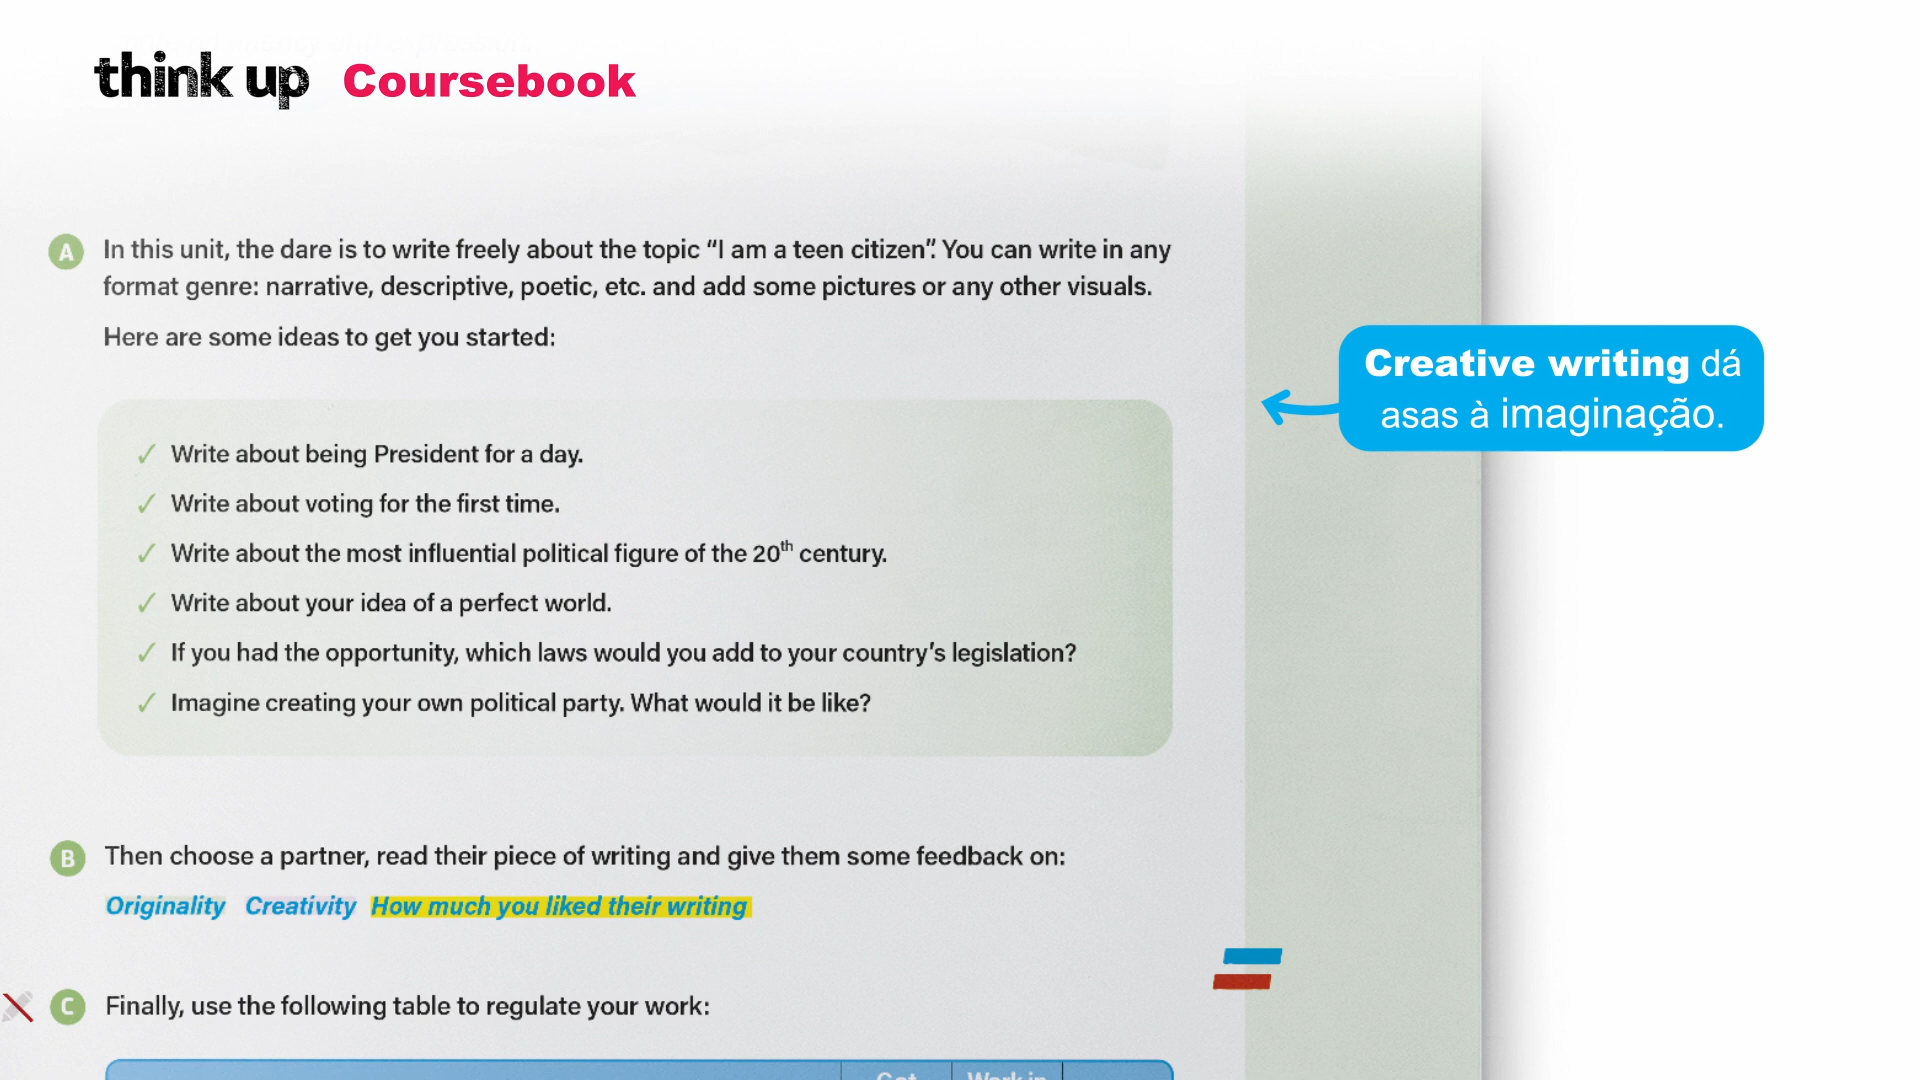 think up Coursebook
A In this unit, the dare is to write freely about the topic “I am a teen citizen”. You can write in any
format genre: narrative, descriptive, poetic, etc. and add some pictures or any other visuals.
Here are some ideas to get you started:
Creative writing dá
asas à imaginação.
✓ Write about being President for a day.
✓ Write about voting for the first time.
✓ Write about the most influential political figure of the 20th century.
✓ Write about your idea of a perfect world.
✓ If you had the opportunity, which laws would you add to your country’s legislation?
✓ Imagine creating your own political party. What would it be like?
B Then choose a partner, read their piece of writing and give them some feedback on:
Originality Creativity How much you liked their writing
C Finally, use the following table to regulate your work: